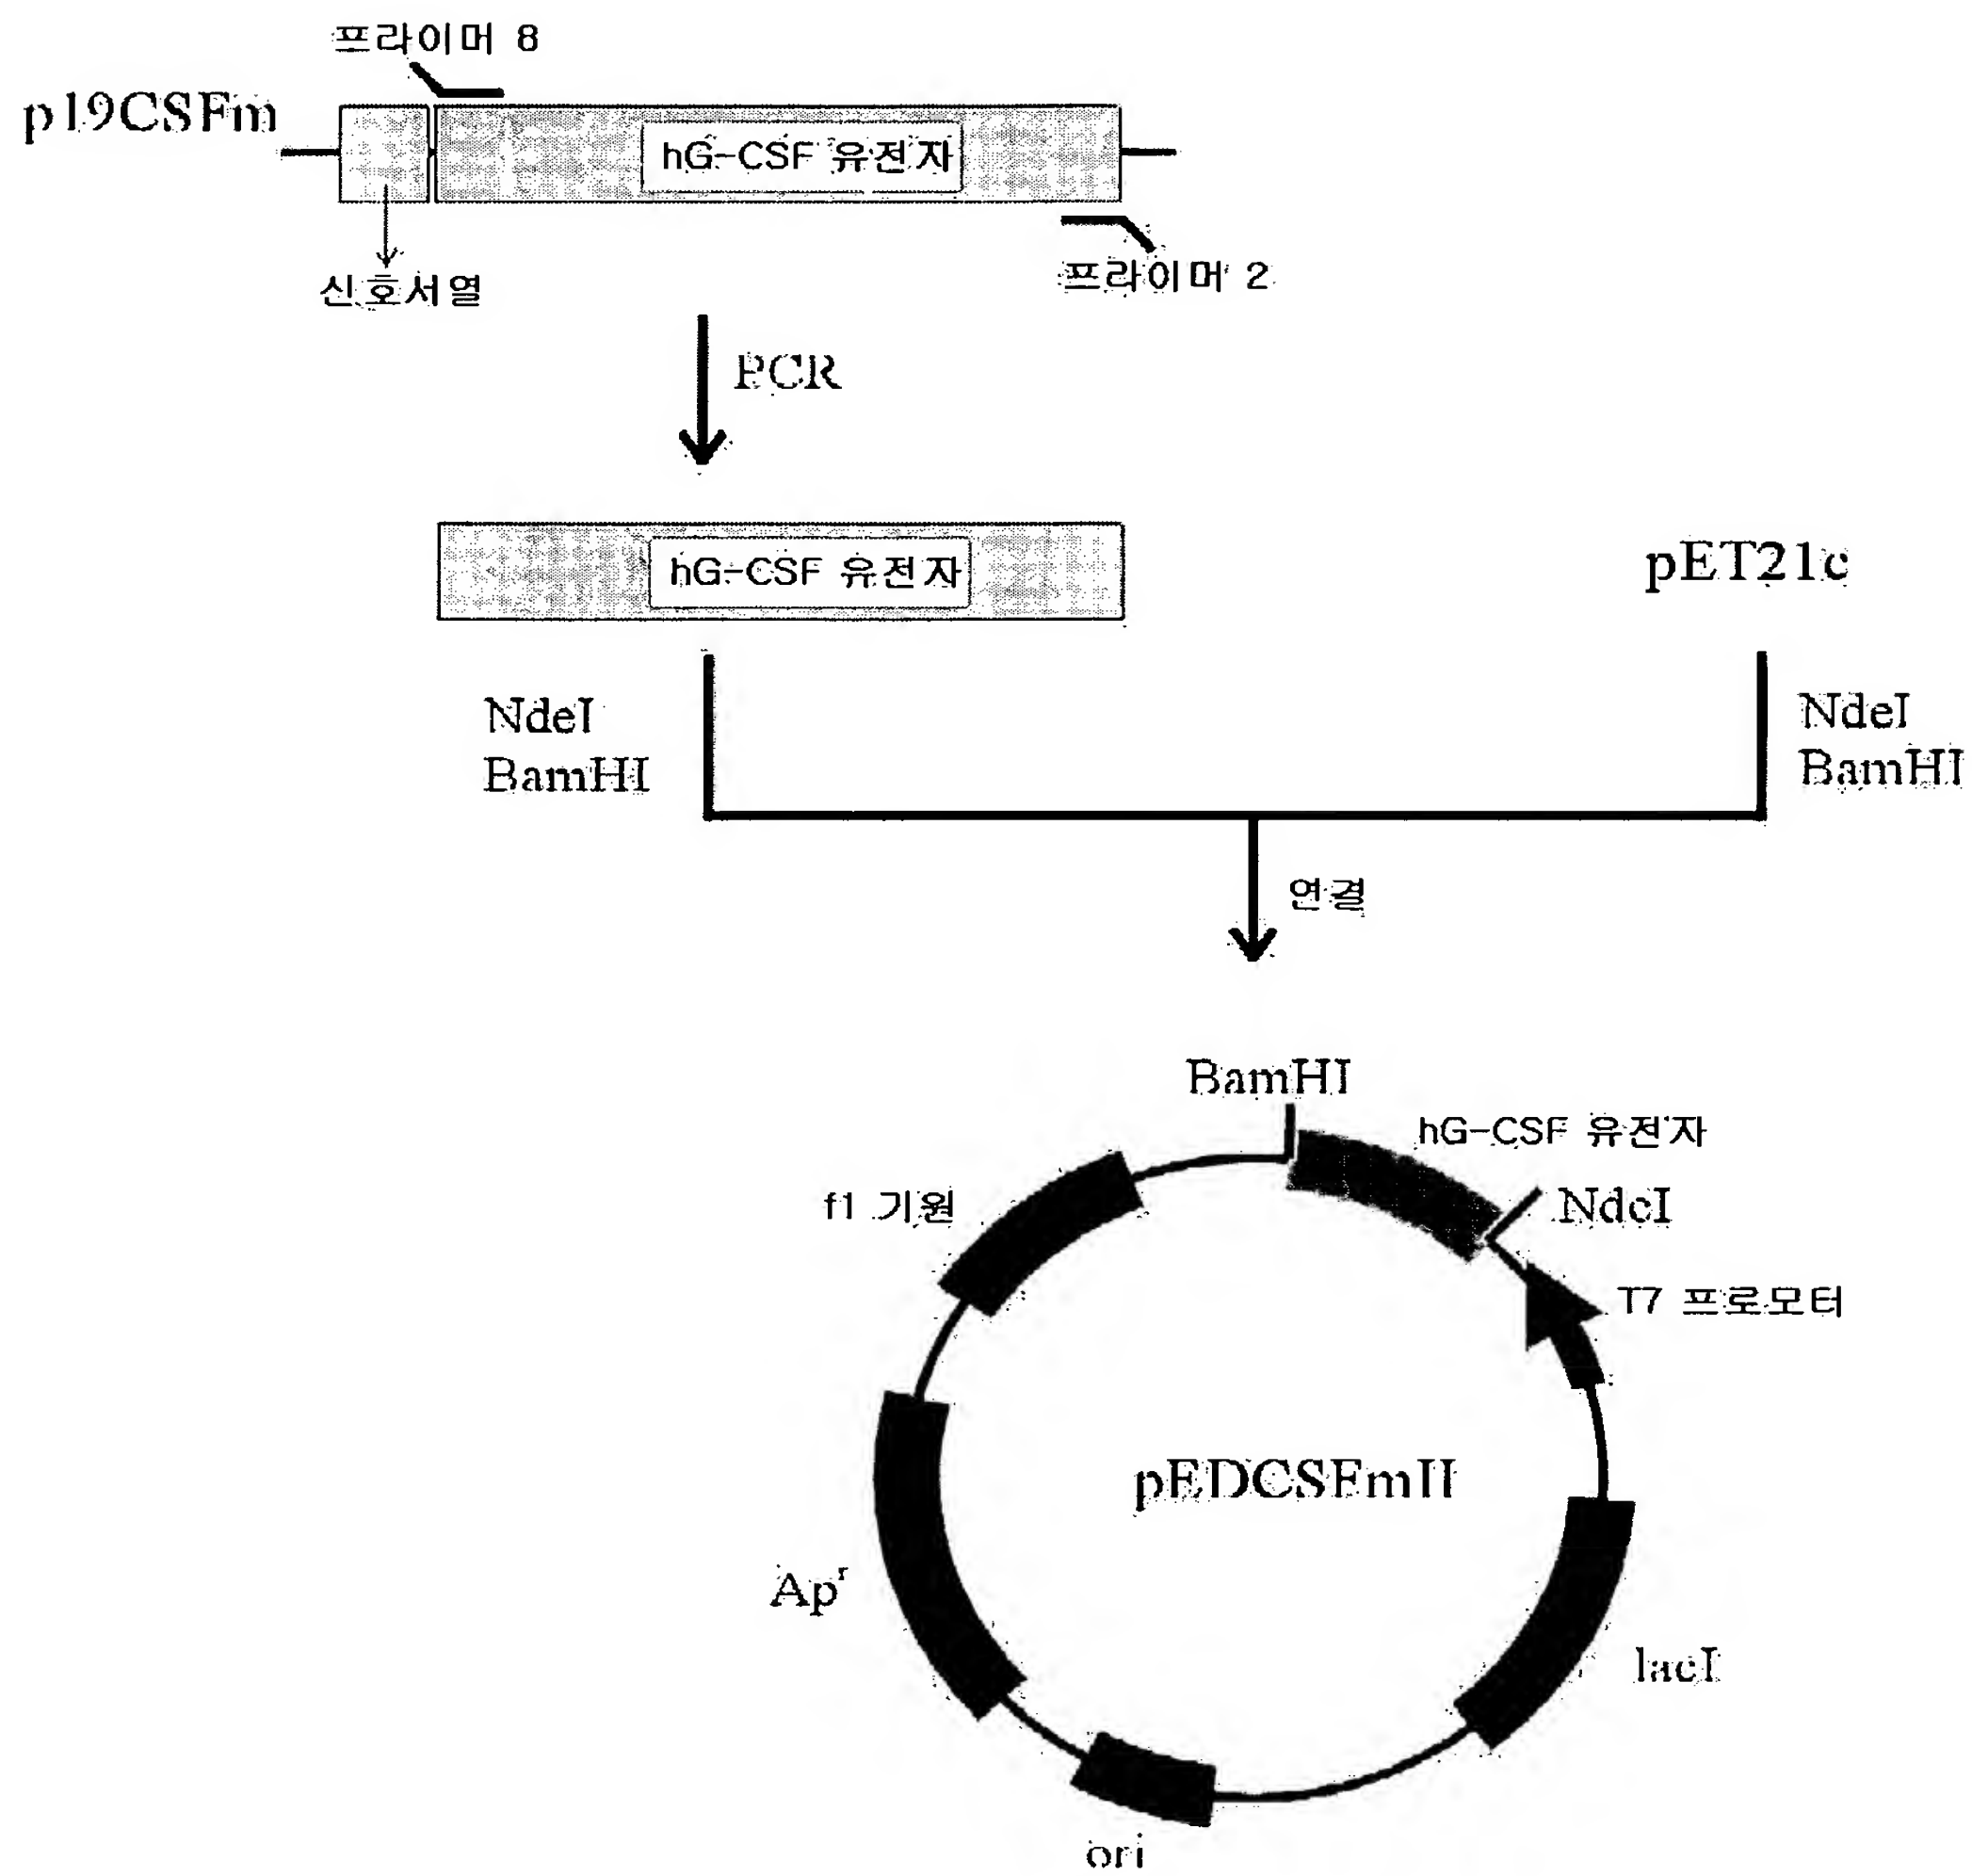 프라이머 8
p19CSFm
hG-CSF 유전자
신호서열
프라이머 2
PCR
hG-CSF 유전자
pET21c
NdeI
BamHI
NdeI
BamHI
연결
BamHI
hG-CSF 유전자
f1 기원
NdeI
T7 프로모터
pEDCSFmII
Apʳ
lacI
ori